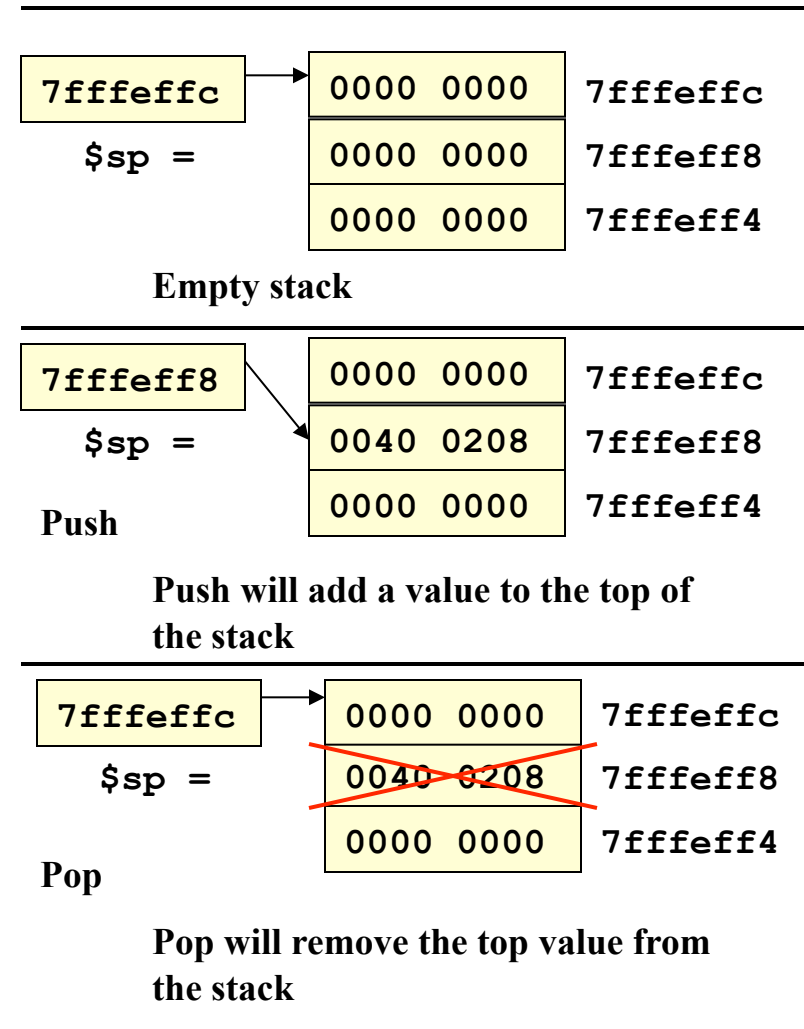 7fffeffc 0000 0000 7fffeffc
$sp = 0000 0000 7fffeff8
0000 0000 7fffeff4
Empty stack
7fffeff8 0000 0000 7fffeffc
$sp = 0040 0208 7fffeff8
0000 0000 7fffeff4
Push
Push will add a value to the top of
the stack
7fffeffc 0000 0000 7fffeffc
$sp = 0040 0208 7fffeff8
0000 0000 7fffeff4
Pop
Pop will remove the top value from
the stack